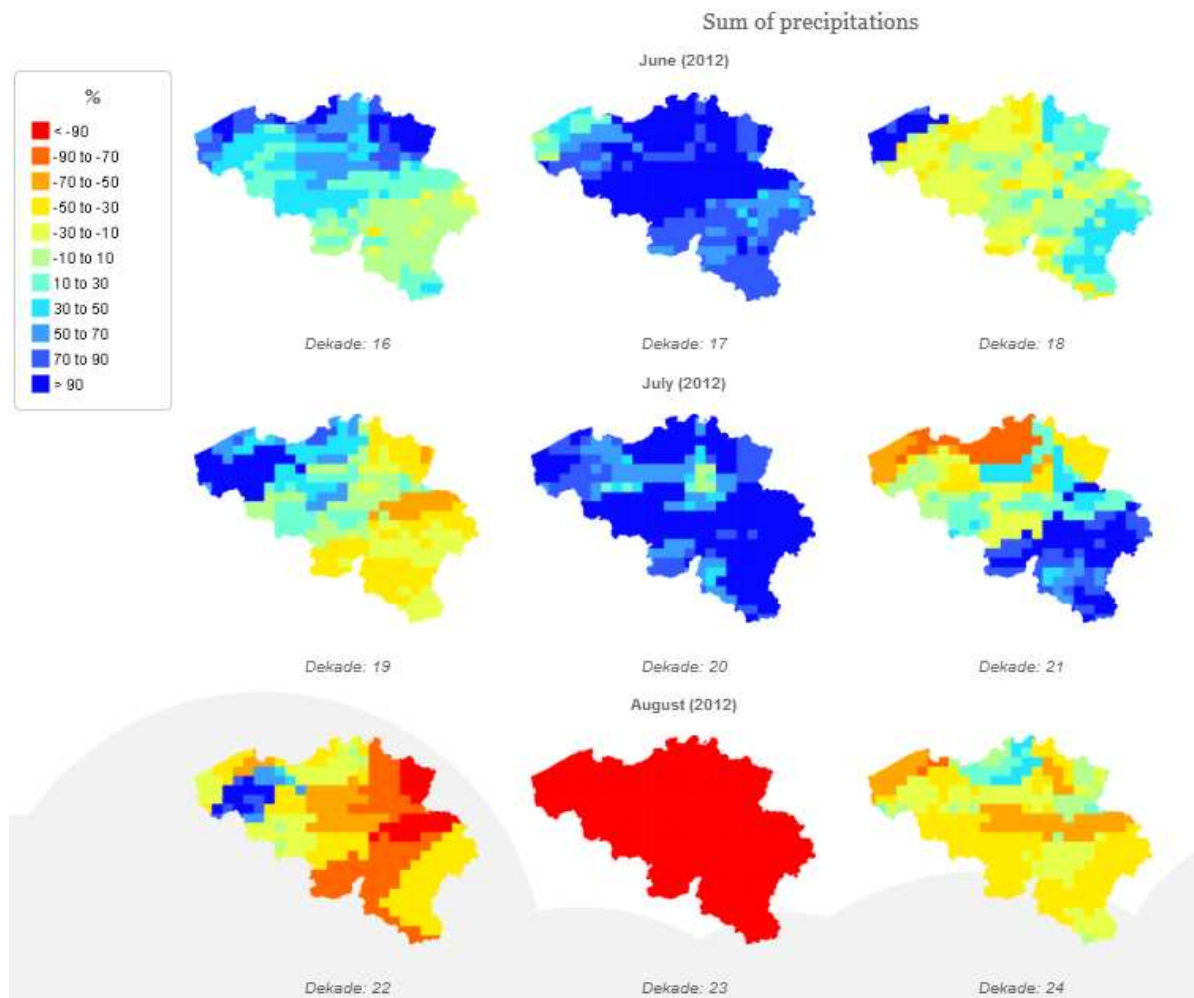 Sum of precipitations
June (2012)
%
< -90
-90 to -70
-70 to -50
-50 to -30
-30 to -10
-10 to 10
10 to 30
30 to 50
50 to 70
70 to 90
> 90
Dekade: 16
Dekade: 17
Dekade: 18
July (2012)
Dekade: 19
Dekade: 20
Dekade: 21
August (2012)
Dekade: 22
Dekade: 23
Dekade: 24